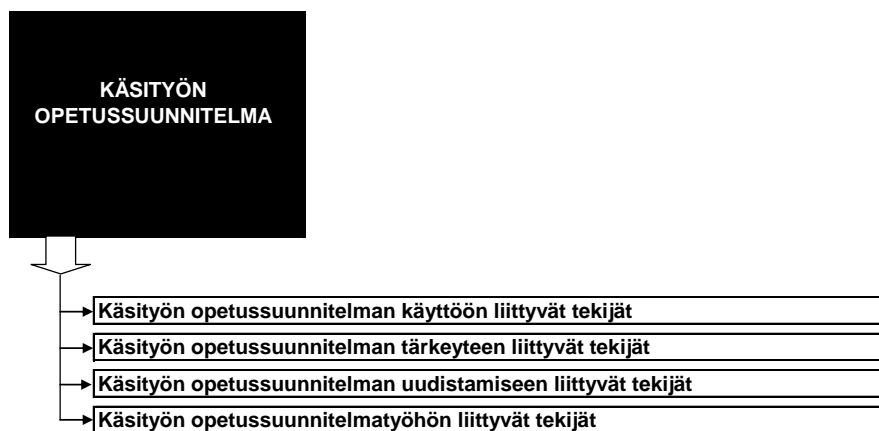 KÄSITYÖN
OPETUSSUUNNITELMA
Käsityön opetussuunnitelman käyttöön liittyvät tekijät
Käsityön opetussuunnitelman tärkeyteen liittyvät tekijät
Käsityön opetussuunnitelman uudistamiseen liittyvät tekijät
Käsityön opetussuunnitelmatyöhön liittyvät tekijät